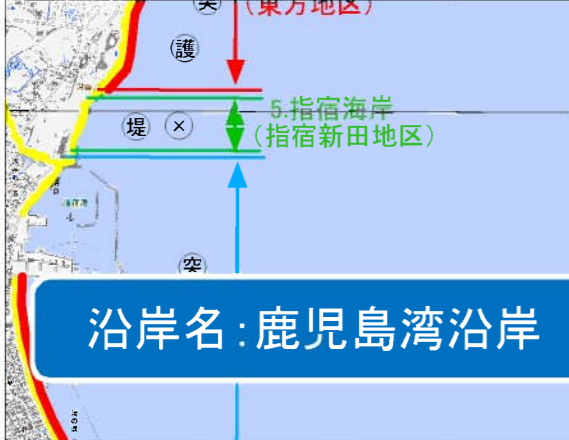 突
(東方地区)
護
5.指宿海岸
(指宿新田地区)
堤 ×
突
沿岸名:鹿児島湾沿岸